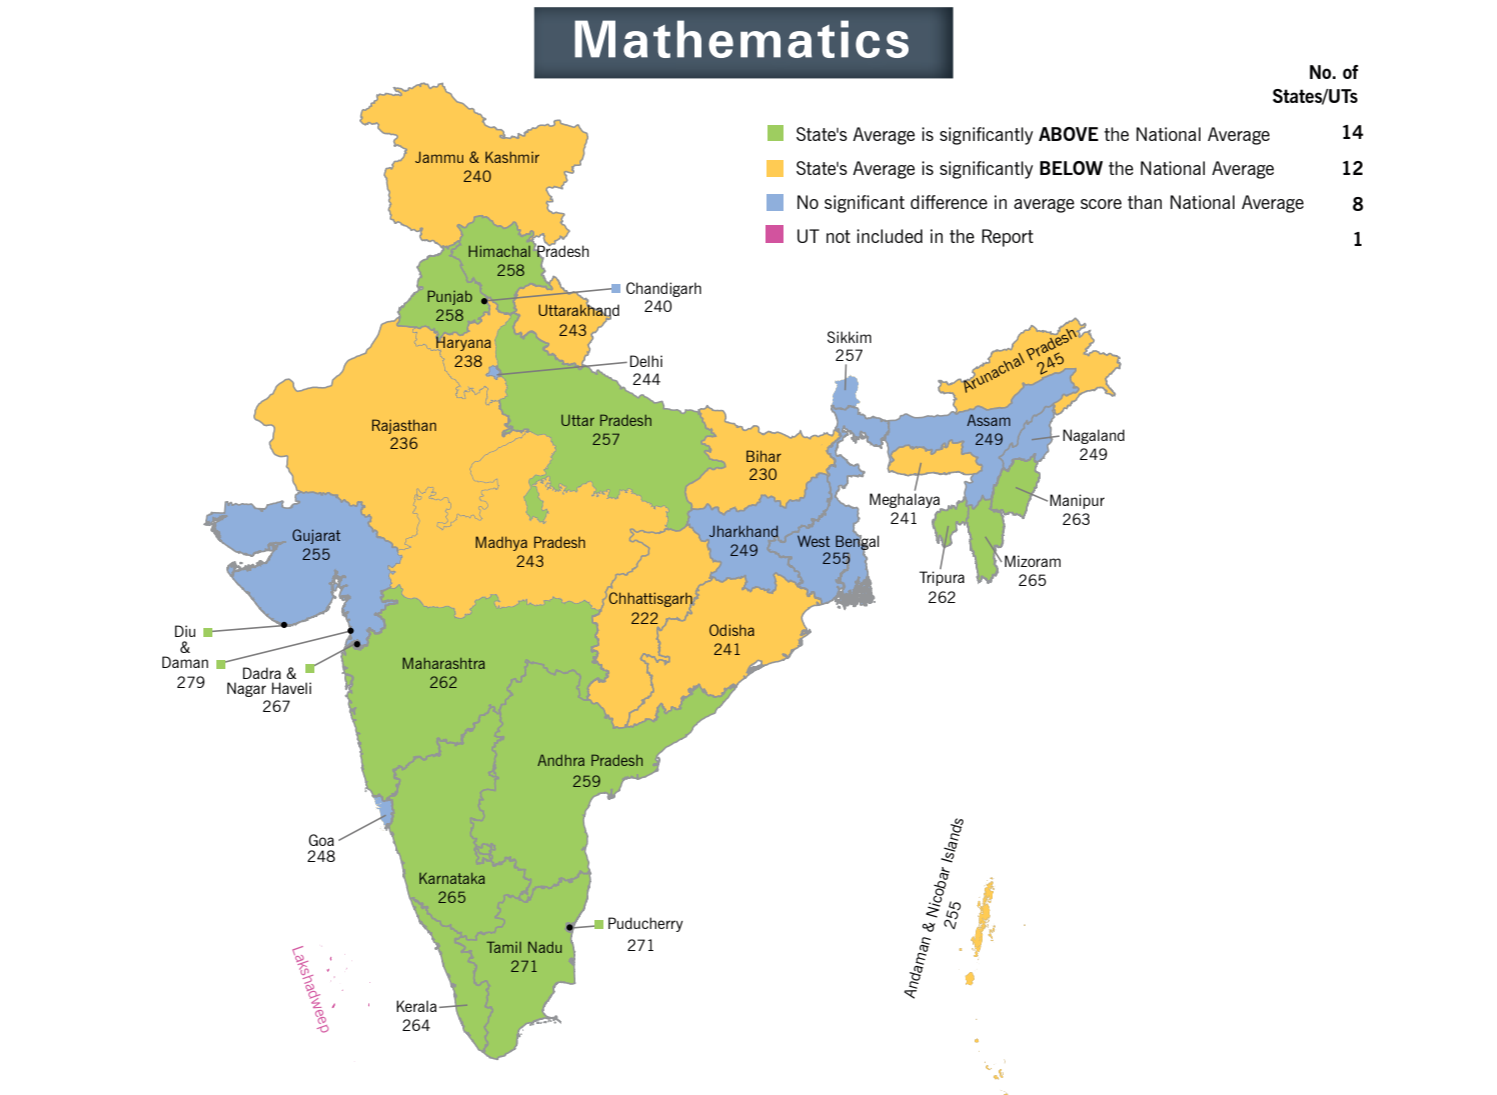 Mathematics
No. of
States/UTs
State's Average is significantly ABOVE the National Average 14
State's Average is significantly BELOW the National Average 12
No significant difference in average score than National Average 8
UT not included in the Report 1
Jammu & Kashmir
240
Himachal Pradesh
258
Punjab
258
Chandigarh
240
Uttarakhand
243
Haryana
238
Delhi
244
Sikkim
257
Arunachal Pradesh
245
Rajasthan
236
Uttar Pradesh
257
Assam
249
Nagaland
249
Bihar
230
Meghalaya
241
Manipur
263
Gujarat
255
Madhya Pradesh
243
Jharkhand
249
West Bengal
255
Mizoram
265
Tripura
262
Chhattisgarh
222
Odisha
241
Diu
&
Daman
279
Dadra &
Nagar Haveli
267
Maharashtra
262
Andhra Pradesh
259
Goa
248
Karnataka
265
Puducherry
271
Tamil Nadu
271
Kerala
264
Lakshadweep
Andaman & Nicobar Islands
255